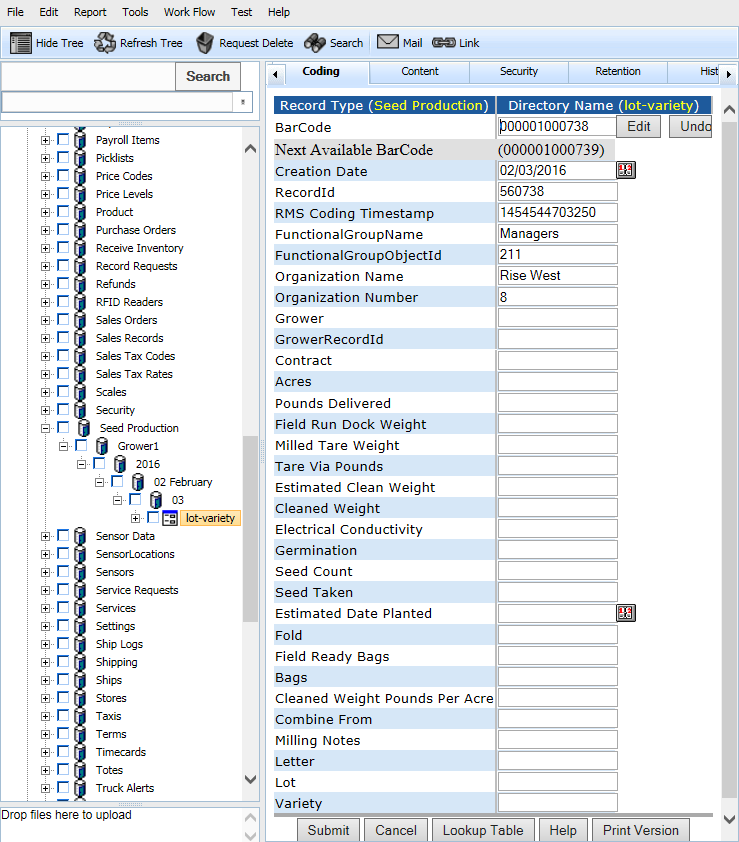 File Edit Report Tools Work Flow Test Help
Hide Tree Refresh Tree Request Delete Search Mail Link
Search
Payroll Items
Picklists
Price Codes
Price Levels
Product
Purchase Orders
Receive Inventory
Record Requests
Refunds
RFID Readers
Sales Orders
Sales Records
Sales Tax Codes
Sales Tax Rates
Scales
Security
Seed Production
Grower1
2016
02 February
03
lot-variety
Sensor Data
SensorLocations
Sensors
Service Requests
Services
Settings
Ship Logs
Shipping
Ships
Stores
Taxis
Terms
Timecards
Totes
Truck Alerts
Drop files here to upload
Coding Content Security Retention Hist
Record Type (Seed Production) Directory Name (lot-variety)
BarCode 000001000738 Edit Undo
Next Available BarCode (000001000739)
Creation Date 02/03/2016
RecordId 560738
RMS Coding Timestamp 1454544703250
FunctionalGroupName Managers
FunctionalGroupObjectId 211
Organization Name Rise West
Organization Number 8
Grower
GrowerRecordId
Contract
Acres
Pounds Delivered
Field Run Dock Weight
Milled Tare Weight
Tare Via Pounds
Estimated Clean Weight
Cleaned Weight
Electrical Conductivity
Germination
Seed Count
Seed Taken
Estimated Date Planted
Fold
Field Ready Bags
Bags
Cleaned Weight Pounds Per Acre
Combine From
Milling Notes
Letter
Lot
Variety
Submit Cancel Lookup Table Help Print Version